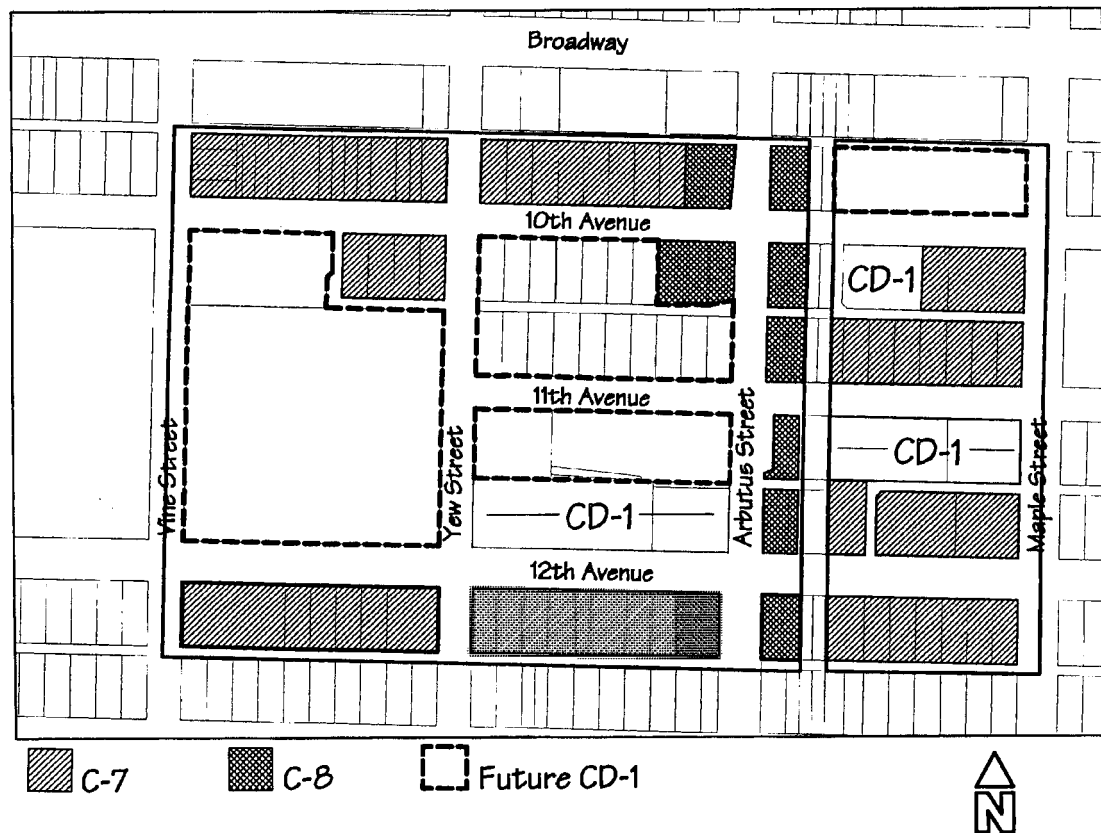 Broadway
10th Avenue
CD-1
11th Avenue
Vine Street
Yew Street
Arbutus Street
CD-1
Maple Street
CD-1
12th Avenue
C-7
C-8
Future CD-1
N